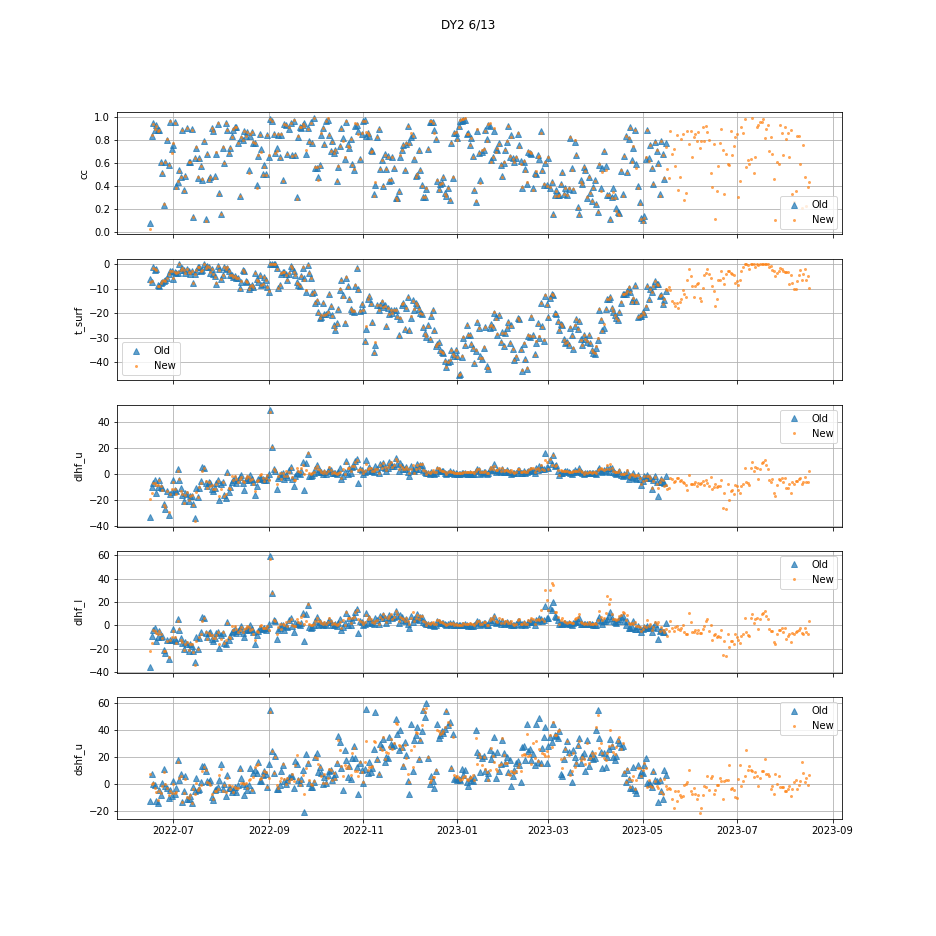 DY2 6/13
1.0
0.8
0.6
0.4
0.2
0.0
cc
Old
New
0
−10
−20
−30
−40
t_surf
Old
New
40
20
0
−20
−40
dlhf_u
Old
New
60
40
20
0
−20
−40
dlhf_l
Old
New
60
40
20
0
−20
dshf_u
Old
New
2022-07
2022-09
2022-11
2023-01
2023-03
2023-05
2023-07
2023-09